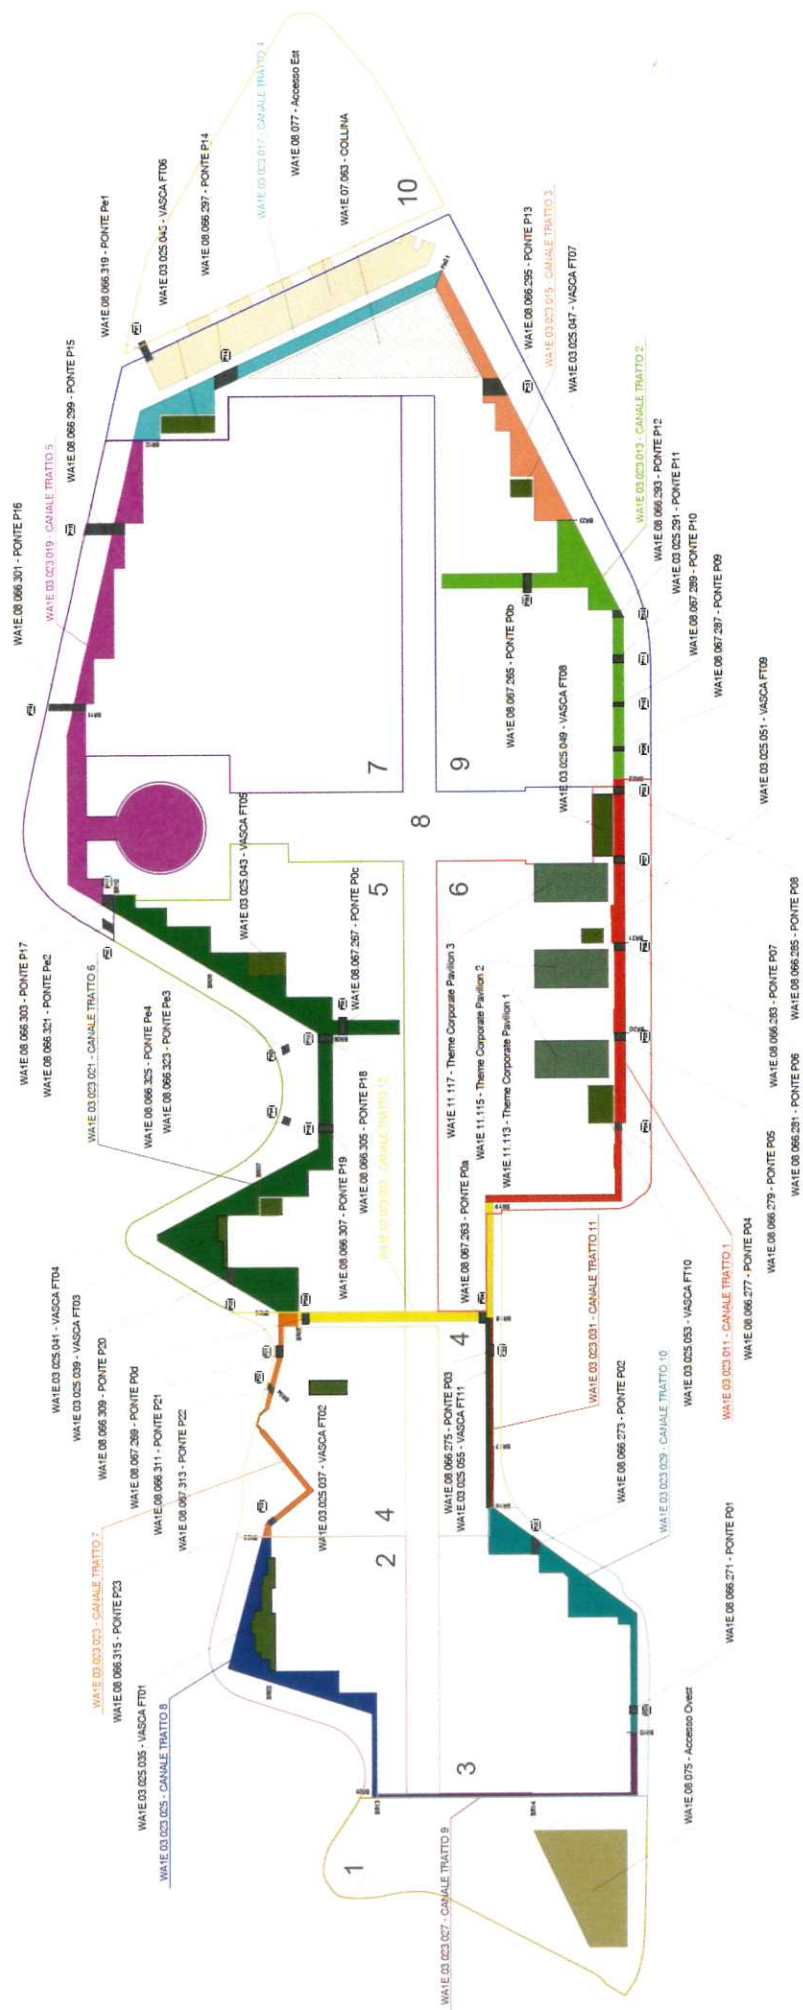 WA1E.08.066.301 - PONTE P16
WA1E.03.023.019 - CANALE TRATTO 5
WA1E.08.066.299 - PONTE P15
WA1E.08.066.319 - PONTE Pe1
WA1E.03.025.045 - VASCA FT06
WA1E.08.066.297 - PONTE P14
WA1E.03.023.017 - CANALE TRATTO 4
WA1E.08.077 - Accesso Est
WA1E.07.063 - COLLINA
10
WA1E.08.066.295 - PONTE P13
WA1E.03.023.015 - CANALE TRATTO 3
WA1E.03.025.047 - VASCA FT07
WA1E.03.023.013 - CANALE TRATTO 2
WA1E.08.066.293 - PONTE P12
WA1E.03.025.291 - PONTE P11
WA1E.08.067.289 - PONTE P10
WA1E.08.067.287 - PONTE P09
WA1E.08.067.265 - PONTE P0b
WA1E.03.025.049 - VASCA FT08
WA1E.03.025.051 - VASCA FT09
7
9
8
5
6
WA1E.08.066.303 - PONTE P17
WA1E.08.066.321 - PONTE Pe2
WA1E.03.023.021 - CANALE TRATTO 6
WA1E.08.066.325 - PONTE Pe4
WA1E.08.066.323 - PONTE Pe3
WA1E.03.025.043 - VASCA FT05
WA1E.08.067.267 - PONTE P0c
WA1E.08.066.305 - PONTE P18
WA1E.08.066.307 - PONTE P19
WA1E.11.117 - Theme Corporate Pavilion 3
WA1E.11.115 - Theme Corporate Pavilion 2
WA1E.11.113 - Theme Corporate Pavilion 1
WA1E.08.067.263 - PONTE P0a
WA1E.08.066.285 - PONTE P08
WA1E.08.066.283 - PONTE P07
WA1E.08.066.281 - PONTE P06
WA1E.08.066.279 - PONTE P05
WA1E.08.066.277 - PONTE P04
WA1E.03.023.011 - CANALE TRATTO 1
WA1E.03.025.053 - VASCA FT10
WA1E.03.023.031 - CANALE TRATTO 11
WA1E.08.066.273 - PONTE P02
WA1E.03.023.029 - CANALE TRATTO 10
WA1E.08.066.271 - PONTE P01
WA1E.03.025.041 - VASCA FT04
WA1E.03.025.039 - VASCA FT03
WA1E.08.066.309 - PONTE P20
WA1E.08.067.269 - PONTE P0d
WA1E.08.066.311 - PONTE P21
WA1E.08.067.313 - PONTE P22
WA1E.03.025.037 - VASCA FT02
WA1E.08.066.275 - PONTE P03
WA1E.03.025.055 - VASCA FT11
4
4
2
WA1E.03.023.023 - CANALE TRATTO 7
WA1E.08.066.315 - PONTE P23
WA1E.03.025.035 - VASCA FT01
WA1E.03.023.025 - CANALE TRATTO 8
3
1
WA1E.08.075 - Accesso Ovest
WA1E.03.023.027 - CANALE TRATTO 9